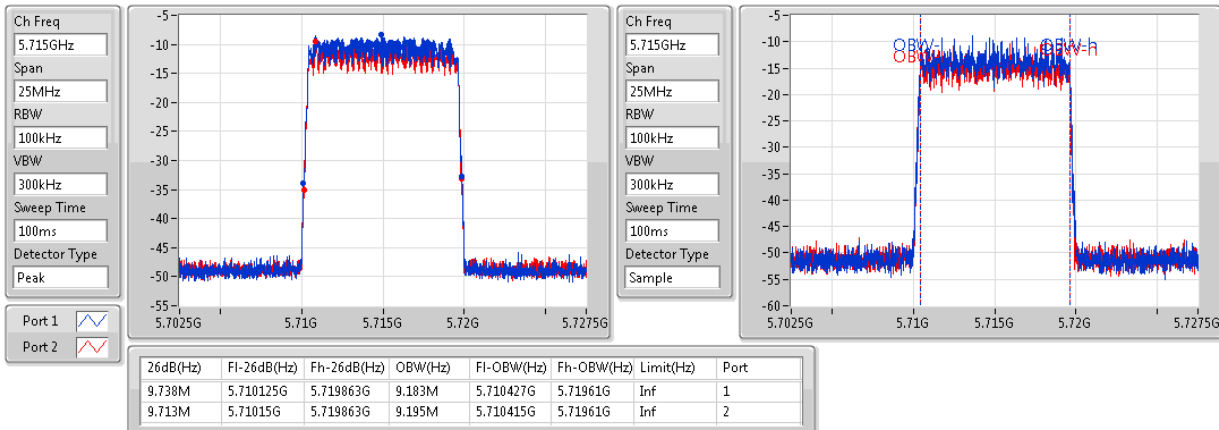 Ch Freq
5.715GHz
Span
25MHz
RBW
100kHz
VBW
300kHz
Sweep Time
100ms
Detector Type
Peak
Port 1
Port 2
-5
-10
-15
-20
-25
-30
-35
-40
-45
-50
-55
5.7025G 5.71G 5.715G 5.72G 5.7275G
Ch Freq
5.715GHz
Span
25MHz
RBW
100kHz
VBW
300kHz
Sweep Time
100ms
Detector Type
Sample
-5
-10
-15
-20
-25
-30
-35
-40
-45
-50
-55
-60
OBW-l OBW-h
5.7025G 5.71G 5.715G 5.72G 5.7275G
26dB(Hz) Fl-26dB(Hz) Fh-26dB(Hz) OBW(Hz) Fl-OBW(Hz) Fh-OBW(Hz) Limit(Hz) Port
9.738M 5.710125G 5.719863G 9.183M 5.710427G 5.71961G Inf 1
9.713M 5.71015G 5.719863G 9.195M 5.710415G 5.71961G Inf 2